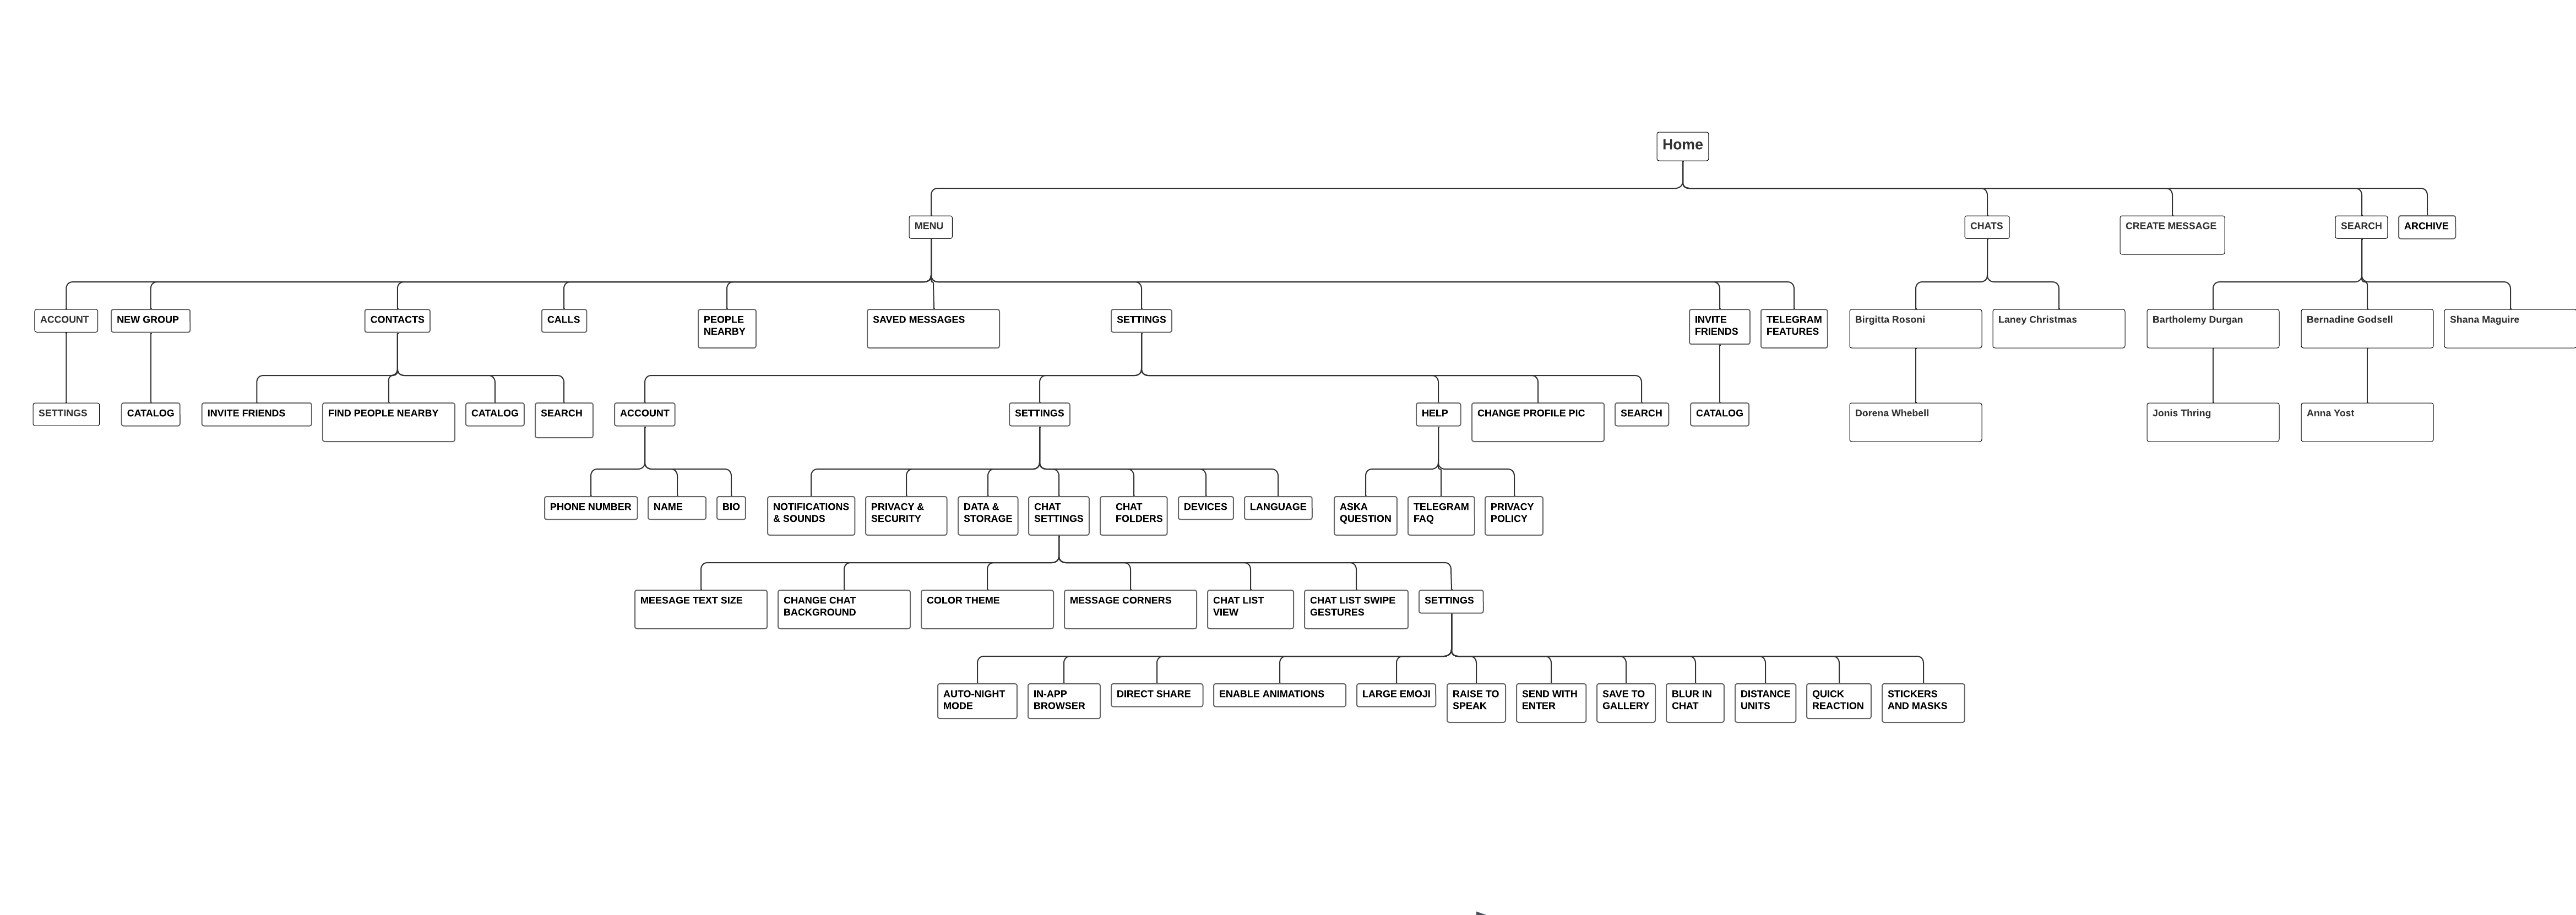 Home
MENU
CHATS
CREATE MESSAGE
SEARCH
ARCHIVE
ACCOUNT
NEW GROUP
CONTACTS
CALLS
PEOPLE
NEARBY
SAVED MESSAGES
SETTINGS
INVITE
FRIENDS
TELEGRAM
FEATURES
Birgitta Rosoni
Laney Christmas
Bartholemy Durgan
Bernadine Godsell
Shana Maguire
SETTINGS
CATALOG
INVITE FRIENDS
FIND PEOPLE NEARBY
CATALOG
SEARCH
ACCOUNT
SETTINGS
HELP
CHANGE PROFILE PIC
SEARCH
CATALOG
Dorena Whebell
Jonis Thring
Anna Yost
PHONE NUMBER
NAME
BIO
NOTIFICATIONS
& SOUNDS
PRIVACY &
SECURITY
DATA &
STORAGE
CHAT
SETTINGS
CHAT
FOLDERS
DEVICES
LANGUAGE
ASKA
QUESTION
TELEGRAM
FAQ
PRIVACY
POLICY
MEESAGE TEXT SIZE
CHANGE CHAT
BACKGROUND
COLOR THEME
MESSAGE CORNERS
CHAT LIST
VIEW
CHAT LIST SWIPE
GESTURES
SETTINGS
AUTO-NIGHT
MODE
IN-APP
BROWSER
DIRECT SHARE
ENABLE ANIMATIONS
LARGE EMOJI
RAISE TO
SPEAK
SEND WITH
ENTER
SAVE TO
GALLERY
BLUR IN
CHAT
DISTANCE
UNITS
QUICK
REACTION
STICKERS
AND MASKS